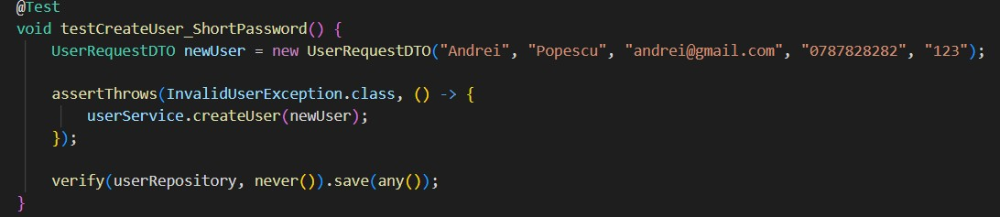 @Test
void testCreateUser_ShortPassword() {
UserRequestDTO newUser = new UserRequestDTO("Andrei", "Popescu", "andrei@gmail.com", "0787828282", "123");
assertThrows(InvalidUserException.class, () -> {
userService.createUser(newUser);
});
verify(userRepository, never()).save(any());
}